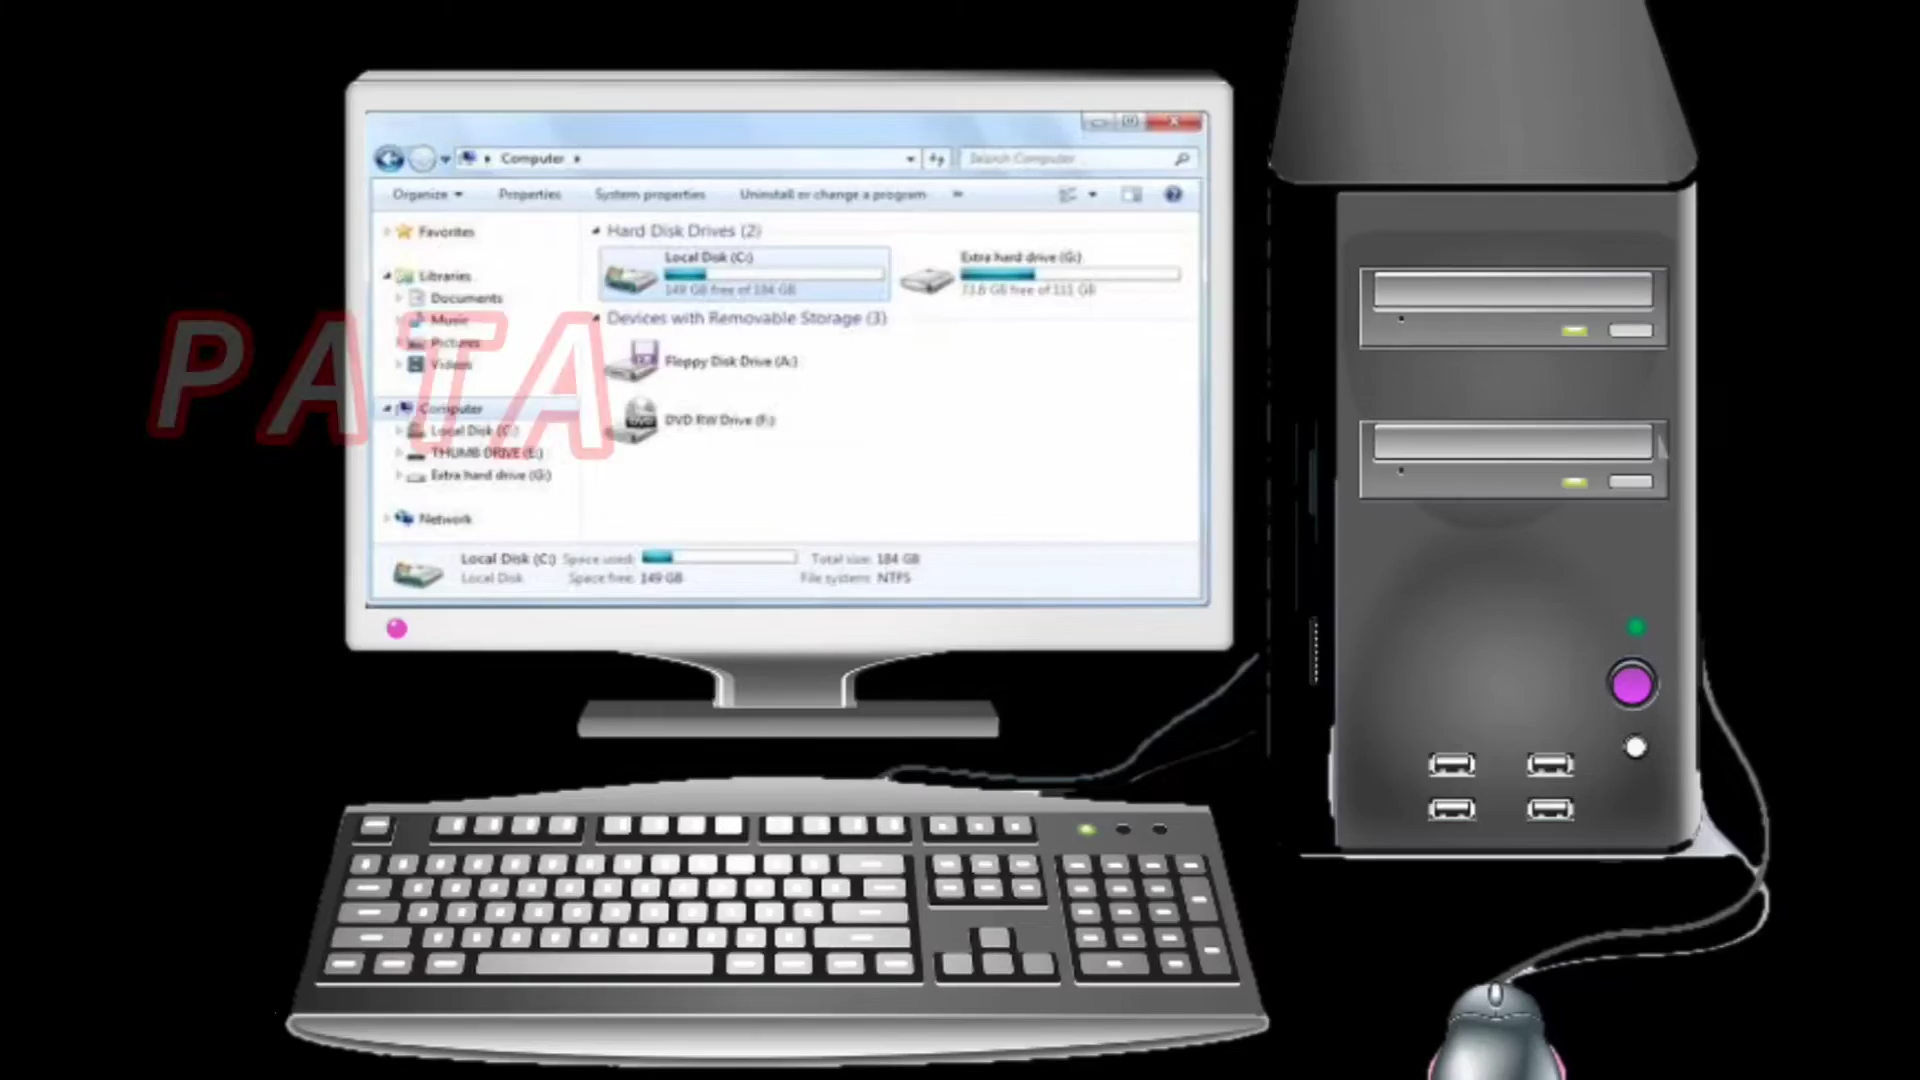 Computer
Search Computer
Organize
Properties
System properties
Uninstall or change a program
»
Favorites
Libraries
Documents
Music
Pictures
Videos
Computer
Local Disk (C:)
THUMB DRIVE (E:)
Extra hard drive (G:)
Network
Hard Disk Drives (2)
Local Disk (C:)
149 GB free of 184 GB
Extra hard drive (G:)
73.8 GB free of 111 GB
Devices with Removable Storage (3)
Floppy Disk Drive (A:)
DVD
DVD RW Drive (F:)
PATA
Local Disk (C:) Space used: Total size: 184 GB
Local Disk Space free: 149 GB File system: NTFS